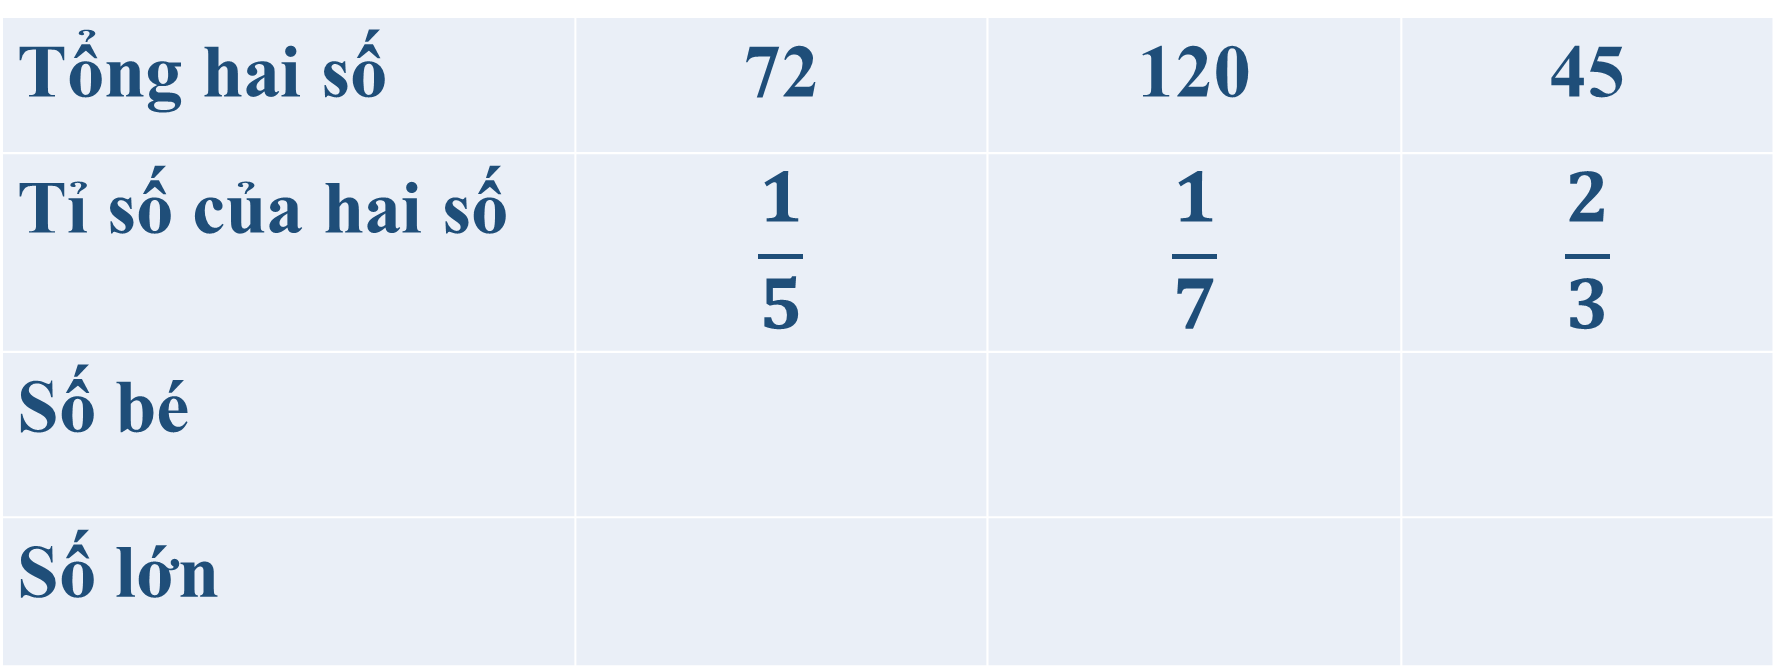 Tổng hai số 72 120 45
Tỉ số của hai số 1/5 1/7 2/3
Số bé
Số lớn